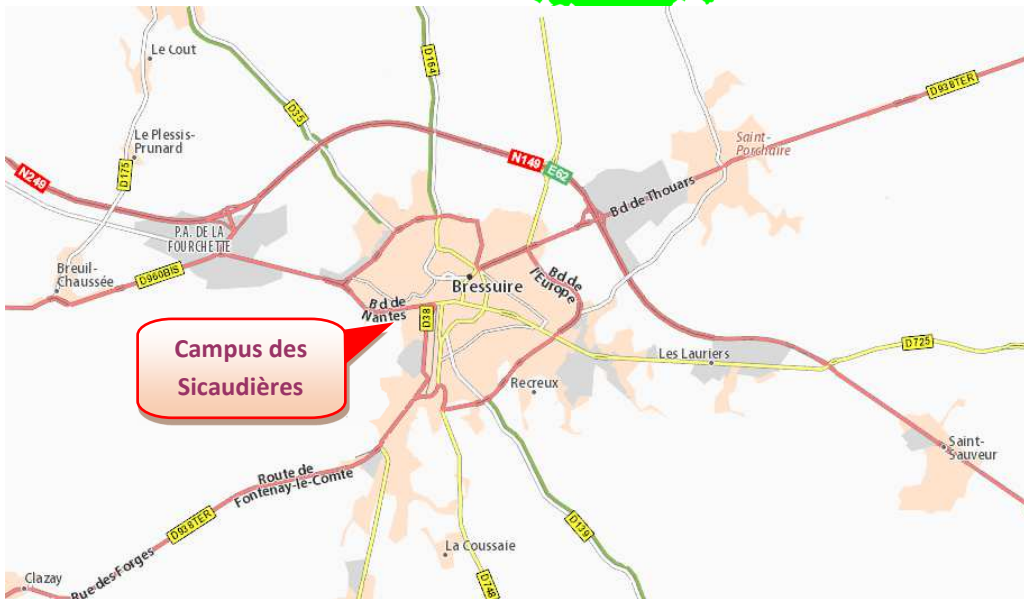 Le Cout
D164
D938TER
D35
Saint-
Porchaire
Le Plessis-
Prunard
N149
E62
N249
D175
Bd de Thouars
P.A. DE LA
FOURCHETTE
Breuil-
Chaussée
D960BIS
Bressuire
Bd de
l'Europe
Bd de
Nantes
D38
Campus des
Sicaudières
Les Lauriers
D725
Recreux
Saint-
Sauveur
Route de
Fontenay-le-Comte
D938TER
D139
La Coussaie
Rue des Forges
Clazay
D748